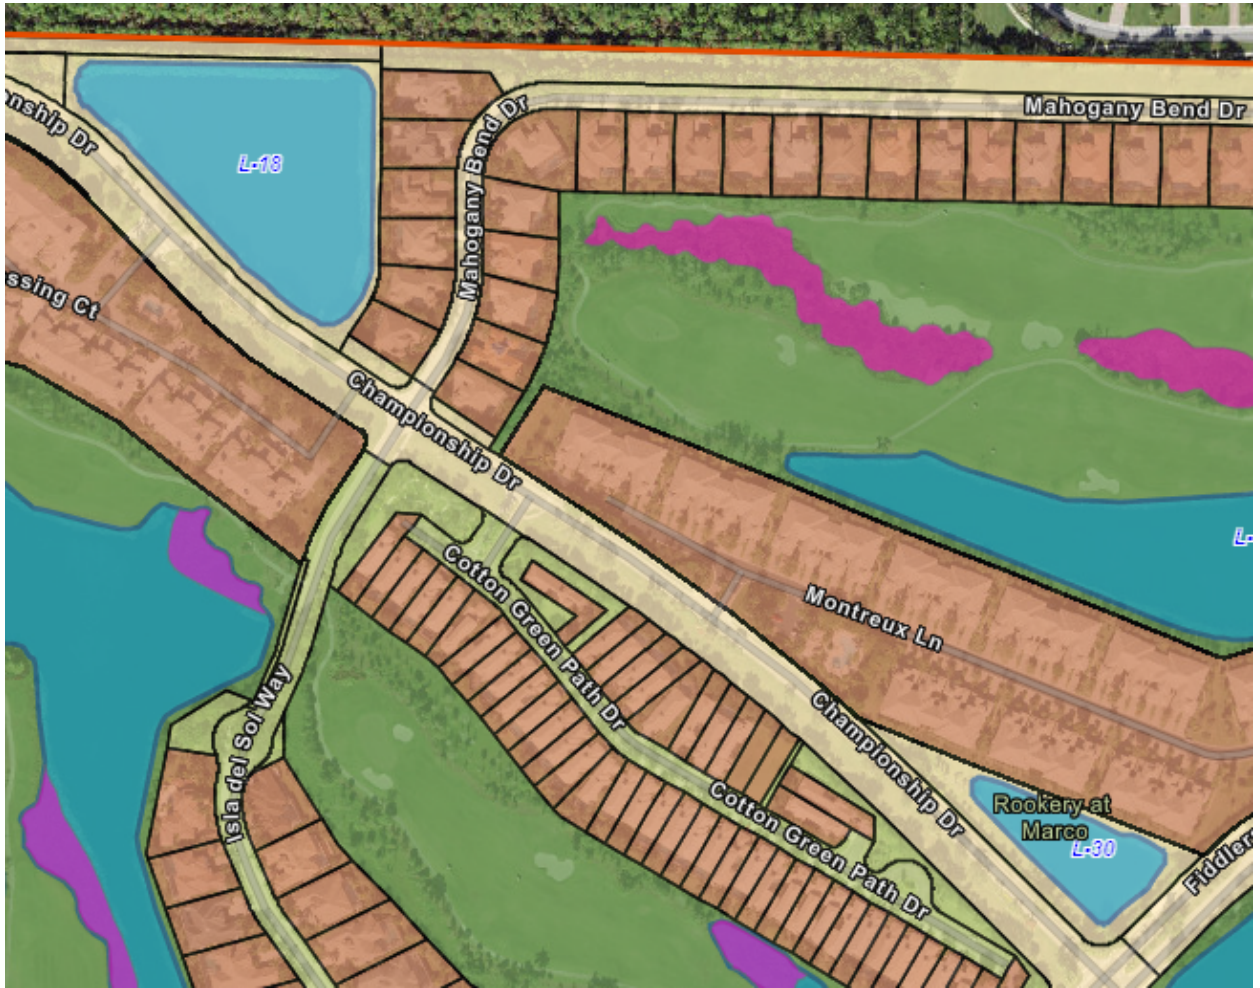 Mahogany Bend Dr
onship Dr
L-18
Mahogany Bend Dr
ssing Ct
Championship Dr
L-
Cotton Green Path Dr
Montreux Ln
Isla del Sol Way
Championship Dr
Cotton Green Path Dr
Rookery at
Marco
L-30
Fiddler